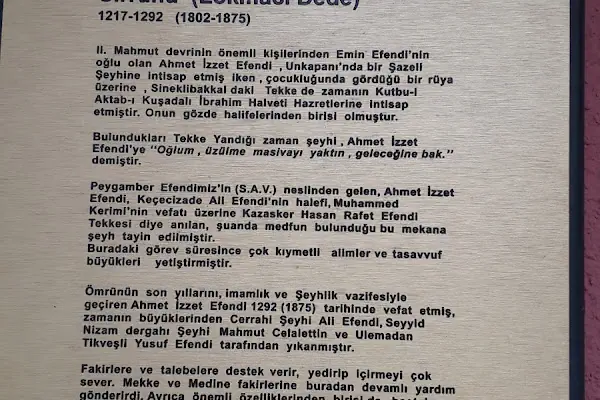 (Ekmekci Dede)
1217-1292 (1802-1875)
II. Mahmut devrinin önemli kişilerinden Emin Efendi'nin
oğlu olan Ahmet İzzet Efendi , Unkapanı'nda bir Şazeli
Şeyhine intisap etmiş iken , çocukluğunda gördüğü bir rüya
üzerine , Sineklibakkal daki Tekke de zamanın Kutbu-l
Aktab-ı Kuşadalı İbrahim Halveti Hazretlerine intisap
etmiştir. Onun gözde halifelerinden birisi olmuştur.
Bulundukları Tekke Yandığı zaman şeyhi , Ahmet İzzet
Efendi'ye “Oğlum , üzülme masivayı yaktın , geleceğine bak.”
demiştir.
Peygamber Efendimiz'in (S.A.V.) neslinden gelen, Ahmet İzzet
Efendi, Keçecizade Ali Efendi'nin halefi, Muhammed
Kerimi'nin vefatı üzerine Kazasker Hasan Rafet Efendi
Tekkesi diye anılan, şuanda medfun bulunduğu bu mekana
şeyh tayin edilmiştir.
Buradaki görev süresince çok kıymetli alimler ve tasavvuf
büyükleri yetiştirmiştir.
Ömrünün son yıllarını, imamlık ve Şeyhlik vazifesiyle
geçiren Ahmet İzzet Efendi 1292 (1875) tarihinde vefat etmiş,
zamanın büyüklerinden Cerrahi Şeyhi Ali Efendi, Seyyid
Nizam dergahı Şeyhi Mahmut Celalettin ve Ulemadan
Tikveşli Yusuf Efendi tarafından yıkanmıştır.
Fakirlere ve talebelere destek verir, yedirip içirmeyi çok
sever. Mekke ve Medine fakirlerine buradan devamlı yardım
gönderirdi. Ayrıca önemli özelliklerinden birisi de